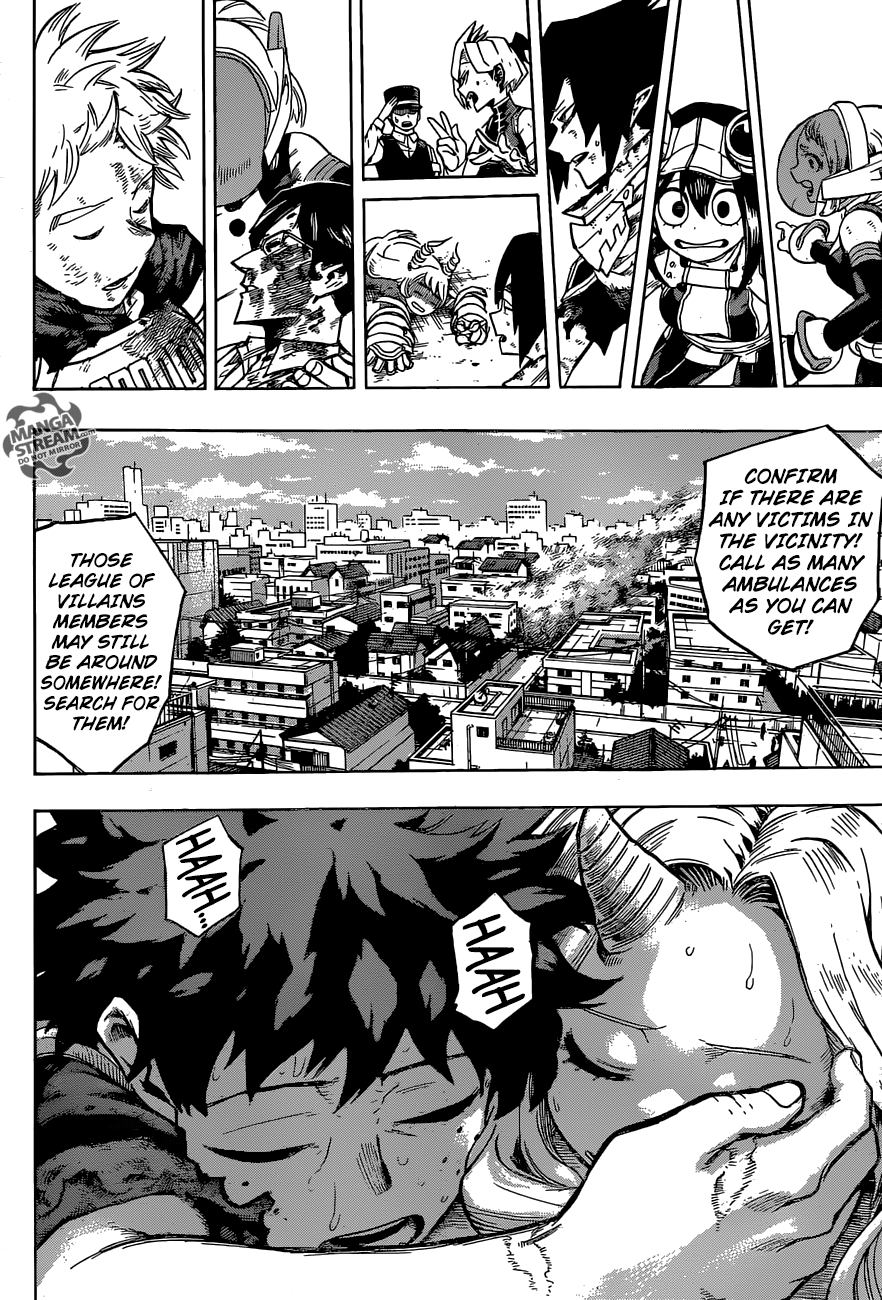 MANGA
STREAM.com
DO NOT MIRROR
CONFIRM
IF THERE ARE
ANY VICTIMS IN
THE VICINITY!
CALL AS MANY
AMBULANCES
AS YOU CAN
GET!
THOSE
LEAGUE OF
VILLAINS
MEMBERS
MAY STILL
BE AROUND
SOMEWHERE!
SEARCH FOR
THEM!
HAAH...
HAAH